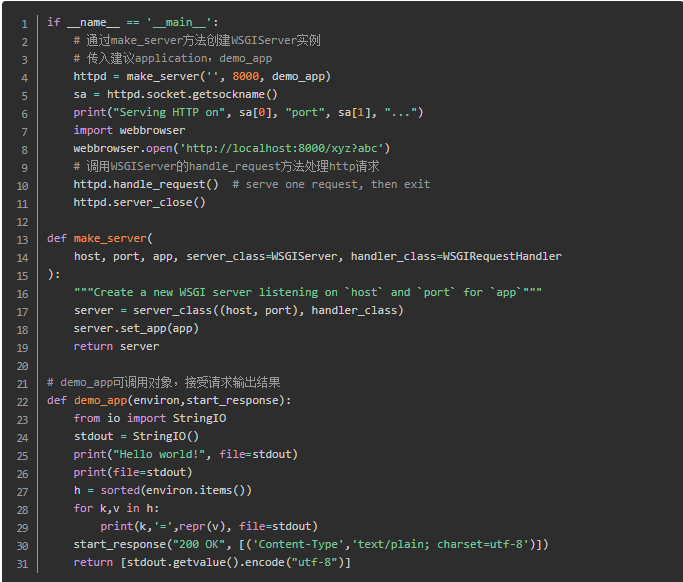 1 if __name__ == '__main__':
2     # 通过make_server方法创建WSGIServer实例
3     # 传入建议application，demo_app
4     httpd = make_server('', 8000, demo_app)
5     sa = httpd.socket.getsockname()
6     print("Serving HTTP on", sa[0], "port", sa[1], "...")
7     import webbrowser
8     webbrowser.open('http://localhost:8000/xyz?abc')
9     # 调用WSGIServer的handle_request方法处理http请求
10     httpd.handle_request()  # serve one request, then exit
11     httpd.server_close()
12
13 def make_server(
14     host, port, app, server_class=WSGIServer, handler_class=WSGIRequestHandler
15 ):
16     """Create a new WSGI server listening on `host` and `port` for `app`"""
17     server = server_class((host, port), handler_class)
18     server.set_app(app)
19     return server
20
21 # demo_app可调用对象，接受请求输出结果
22 def demo_app(environ,start_response):
23     from io import StringIO
24     stdout = StringIO()
25     print("Hello world!", file=stdout)
26     print(file=stdout)
27     h = sorted(environ.items())
28     for k,v in h:
29         print(k,'=',repr(v), file=stdout)
30     start_response("200 OK", [('Content-Type','text/plain; charset=utf-8')])
31     return [stdout.getvalue().encode("utf-8")]